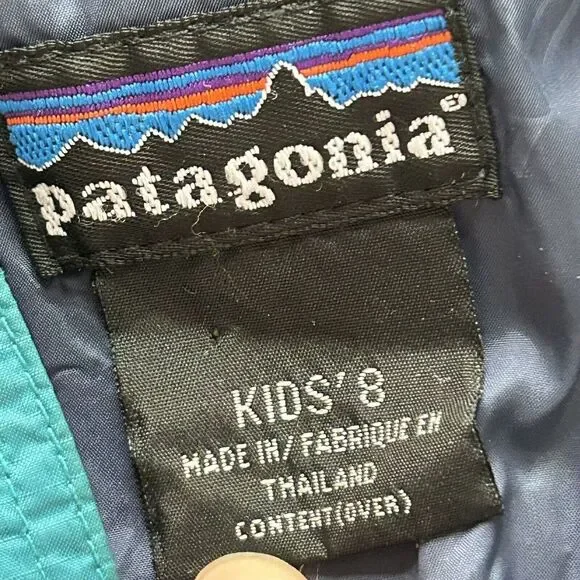 patagonia®
KIDS' 8
MADE IN/FABRIQUE EN
THAILAND
CONTENT(OVER)